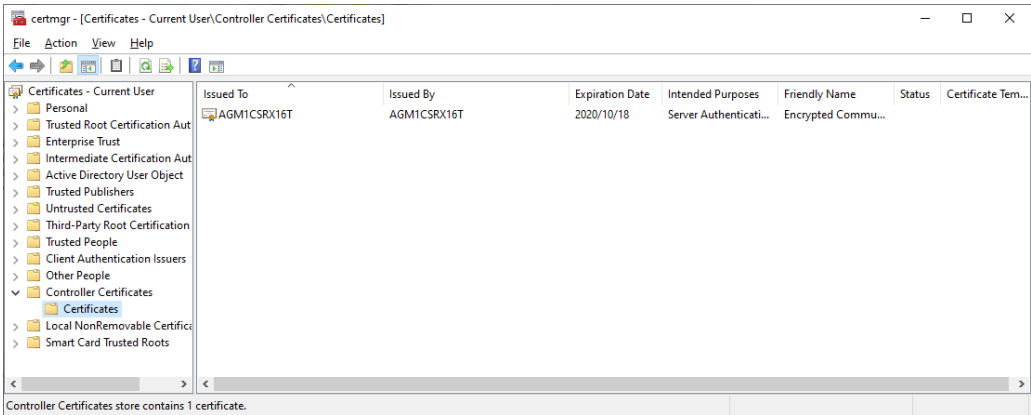 certmgr - [Certificates - Current User\Controller Certificates\Certificates]
File Action View Help
Certificates - Current User
Personal
Trusted Root Certification Aut
Enterprise Trust
Intermediate Certification Aut
Active Directory User Object
Trusted Publishers
Untrusted Certificates
Third-Party Root Certification
Trusted People
Client Authentication Issuers
Other People
Controller Certificates
Certificates
Local NonRemovable Certifica
Smart Card Trusted Roots
Issued To Issued By Expiration Date Intended Purposes Friendly Name Status Certificate Tem...
AGM1CSRX16T AGM1CSRX16T 2020/10/18 Server Authenticati... Encrypted Commu...
Controller Certificates store contains 1 certificate.